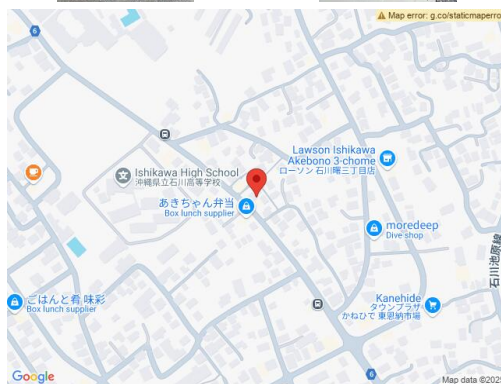 Map error: g.co/staticmaperro
6
Lawson Ishikawa
Akebono 3-chome
ローソン 石川曙三丁目店
Ishikawa High School
沖縄県立石川高等学校
あきちゃん弁当
Box lunch supplier
moredeep
Dive shop
石川池原線
ごはんと肴 味彩
Box lunch supplier
Kanehide
タウンプラザ
かねひで 東恩納市場
6
Google
Map data ©2025